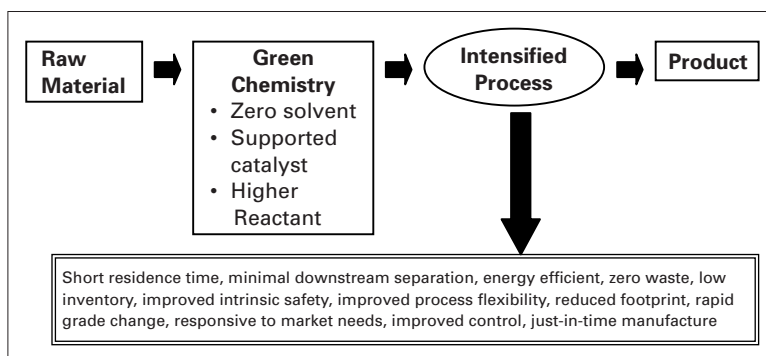 Raw
Material
Green
Chemistry
• Zero solvent
• Supported
catalyst
• Higher
Reactant
Intensified
Process
Product
Short residence time, minimal downstream separation, energy efficient, zero waste, low
inventory, improved intrinsic safety, improved process flexibility, reduced footprint, rapid
grade change, responsive to market needs, improved control, just-in-time manufacture